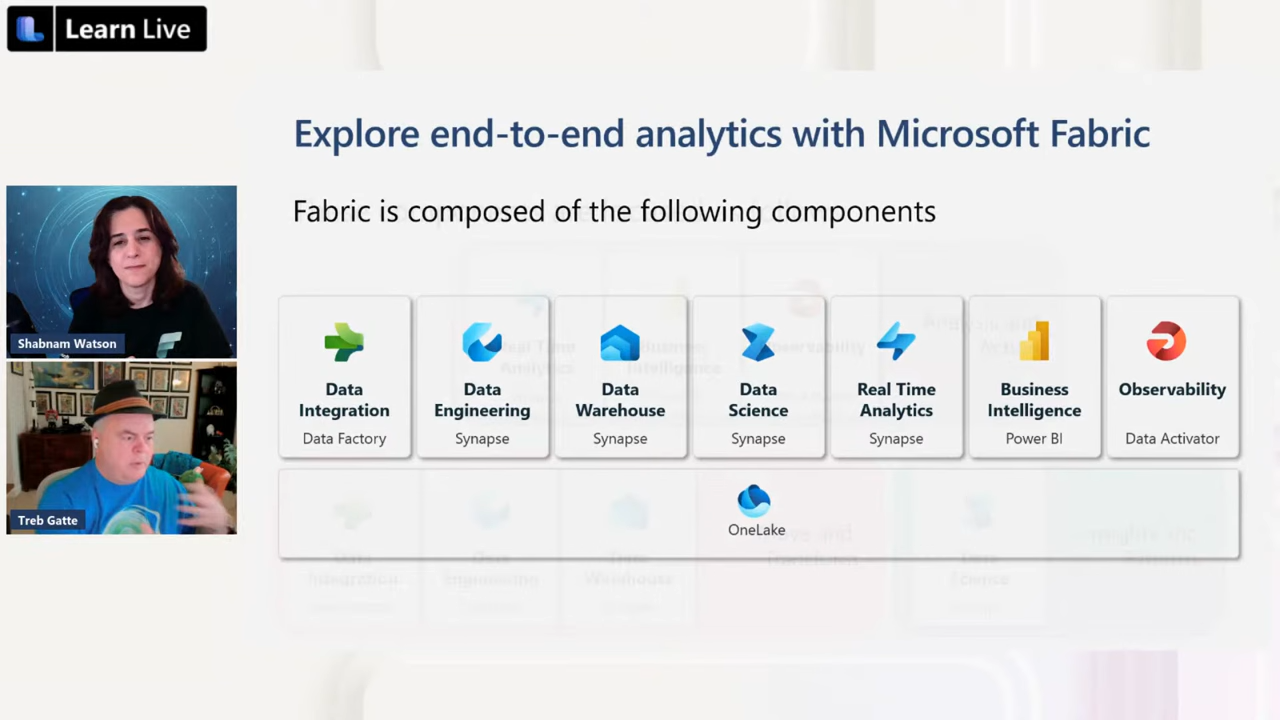 Learn Live
Explore end-to-end analytics with Microsoft Fabric
Fabric is composed of the following components
Shabnam Watson
Treb Gatte
Data
Integration
Data Factory
Data
Engineering
Synapse
Data
Warehouse
Synapse
Data
Science
Synapse
Real Time
Analytics
Synapse
Business
Intelligence
Power BI
Observability
Data Activator
OneLake